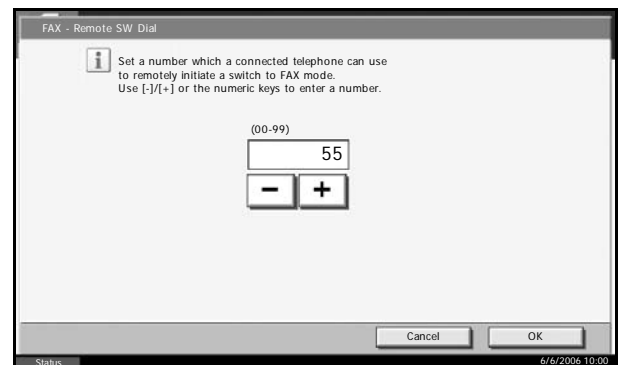 FAX - Remote SW Dial
Set a number which a connected telephone can use
to remotely initiate a switch to FAX mode.
Use [-]/[+] or the numeric keys to enter a number.
(00-99)
55
− +
Cancel OK
Status 6/6/2006 10:00